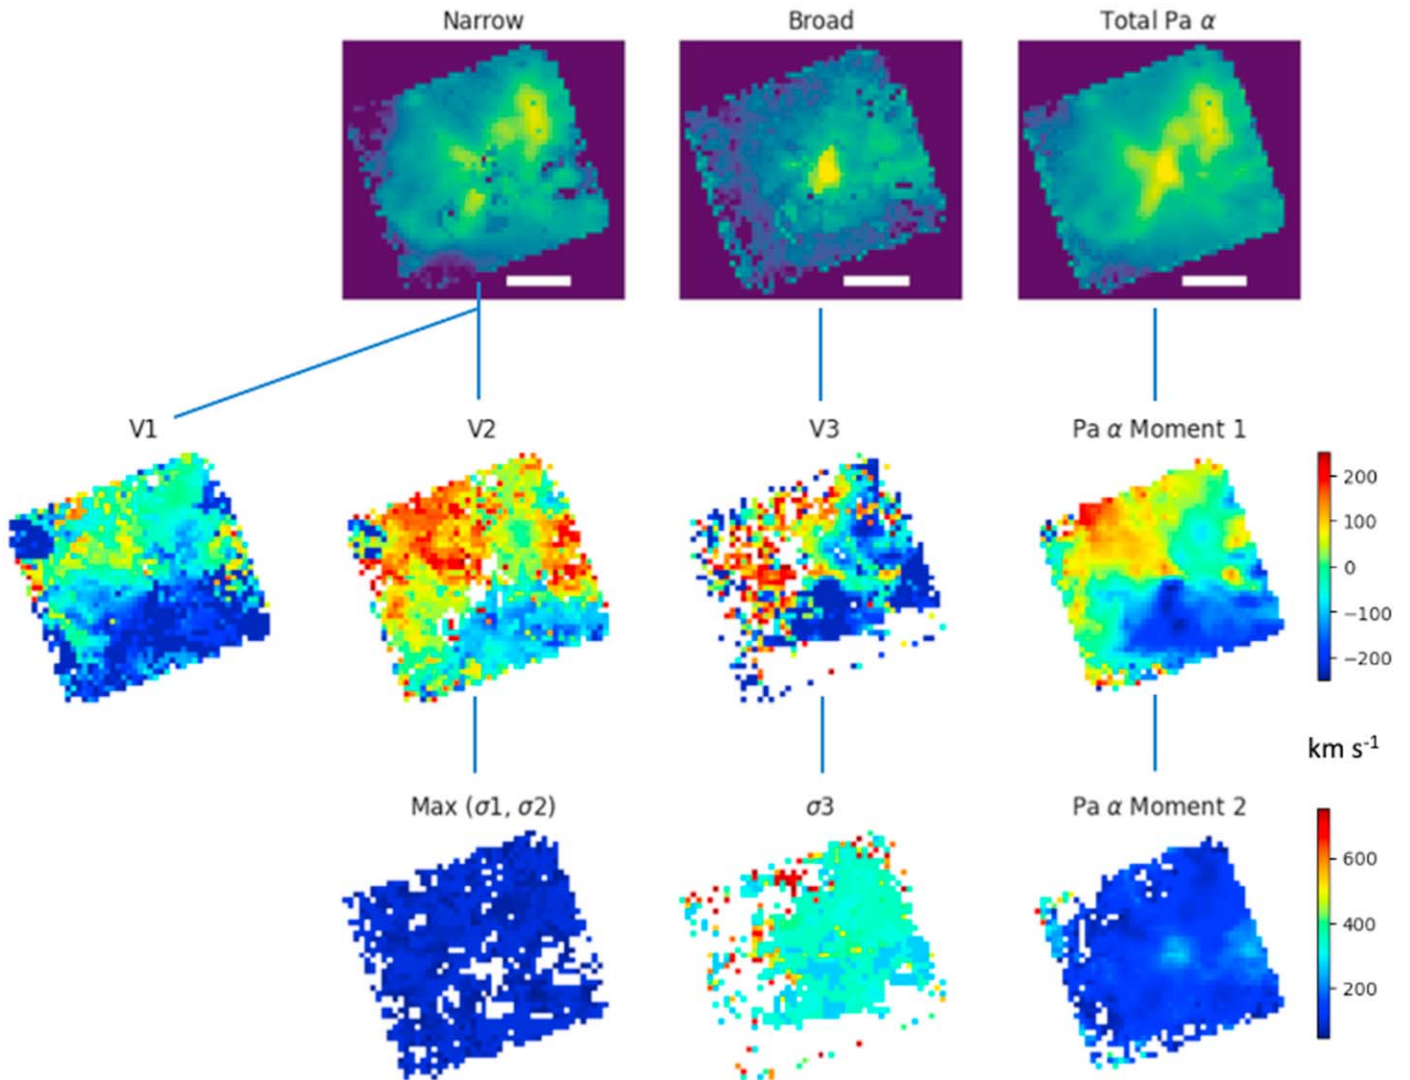 Narrow Broad Total Pa α
V1 V2 V3 Pa α Moment 1
200
100
0
−100
−200
km s-1
Max (σ1, σ2) σ3 Pa α Moment 2
600
400
200